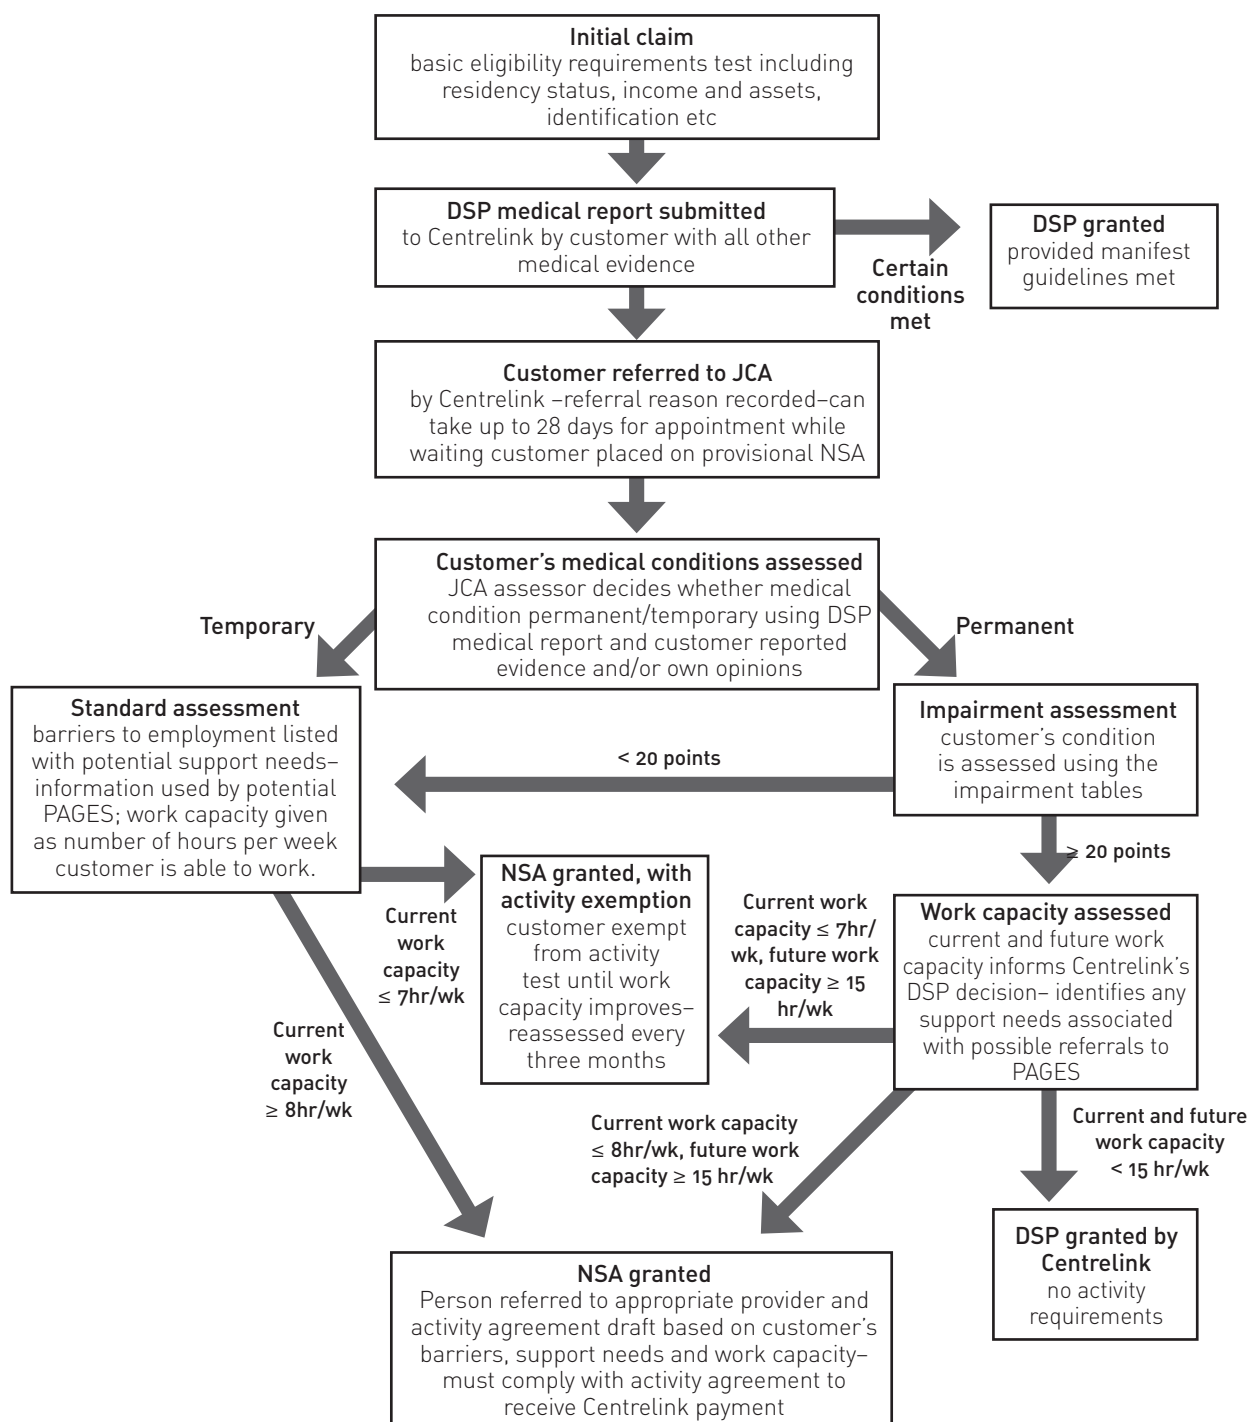 Initial claim
basic eligibility requirements test including
residency status, income and assets,
identification etc
DSP medical report submitted
to Centrelink by customer with all other
medical evidence
Certain
conditions
met
DSP granted
provided manifest
guidelines met
Customer referred to JCA
by Centrelink –referral reason recorded–can
take up to 28 days for appointment while
waiting customer placed on provisional NSA
Customer's medical conditions assessed
JCA assessor decides whether medical
condition permanent/temporary using DSP
medical report and customer reported
evidence and/or own opinions
Temporary
Permanent
Standard assessment
barriers to employment listed
with potential support needs–
information used by potential
PAGES; work capacity given
as number of hours per week
customer is able to work.
< 20 points
Impairment assessment
customer's condition
is assessed using the
impairment tables
≥ 20 points
Current
work
capacity
≤ 7hr/wk
NSA granted, with
activity exemption
customer exempt
from activity
test until work
capacity improves–
reassessed every
three months
Current work
capacity ≤ 7hr/
wk, future work
capacity ≥ 15
hr/wk
Work capacity assessed
current and future work
capacity informs Centrelink's
DSP decision– identifies any
support needs associated
with possible referrals to
PAGES
Current
work
capacity
≥ 8hr/wk
Current work capacity
≤ 8hr/wk, future work
capacity ≥ 15 hr/wk
Current and future
work capacity
< 15 hr/wk
DSP granted by
Centrelink
no activity
requirements
NSA granted
Person referred to appropriate provider and
activity agreement draft based on customer's
barriers, support needs and work capacity–
must comply with activity agreement to
receive Centrelink payment